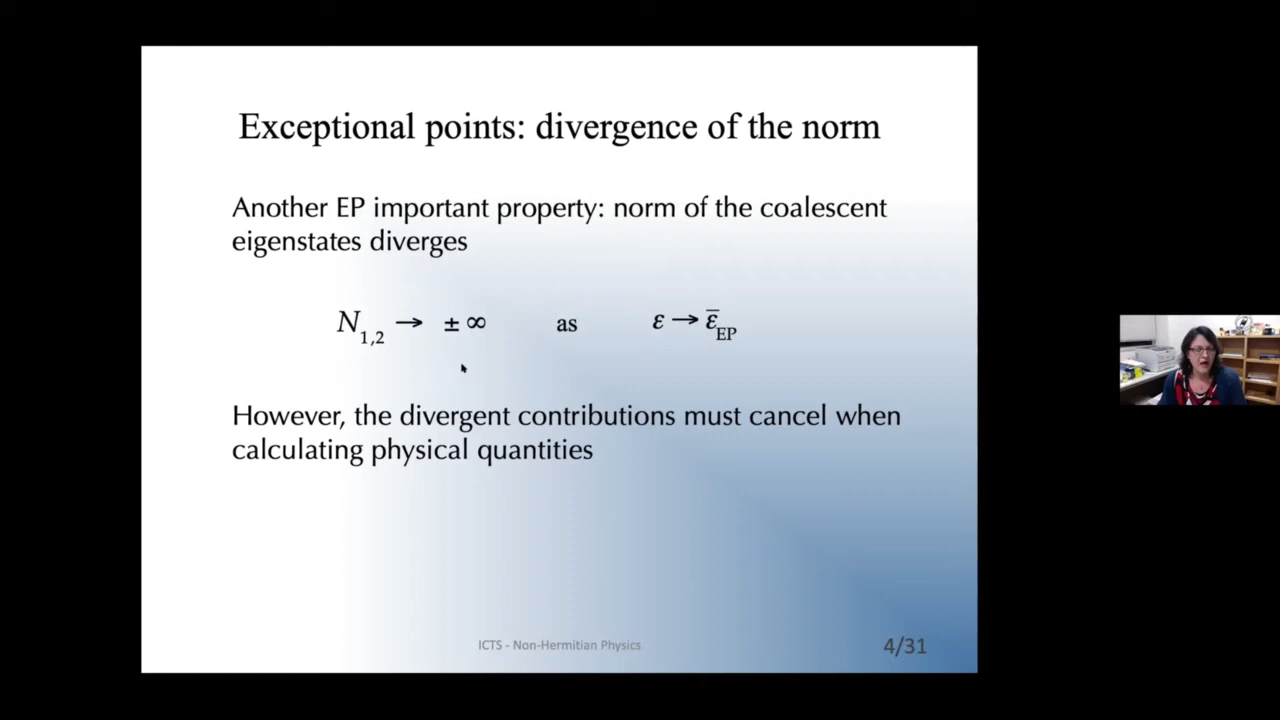 Exceptional points: divergence of the norm
Another EP important property: norm of the coalescent
eigenstates diverges
N₁,₂ → ± ∞ as ε → ε̅_EP
However, the divergent contributions must cancel when
calculating physical quantities
ICTS - Non-Hermitian Physics
4/31